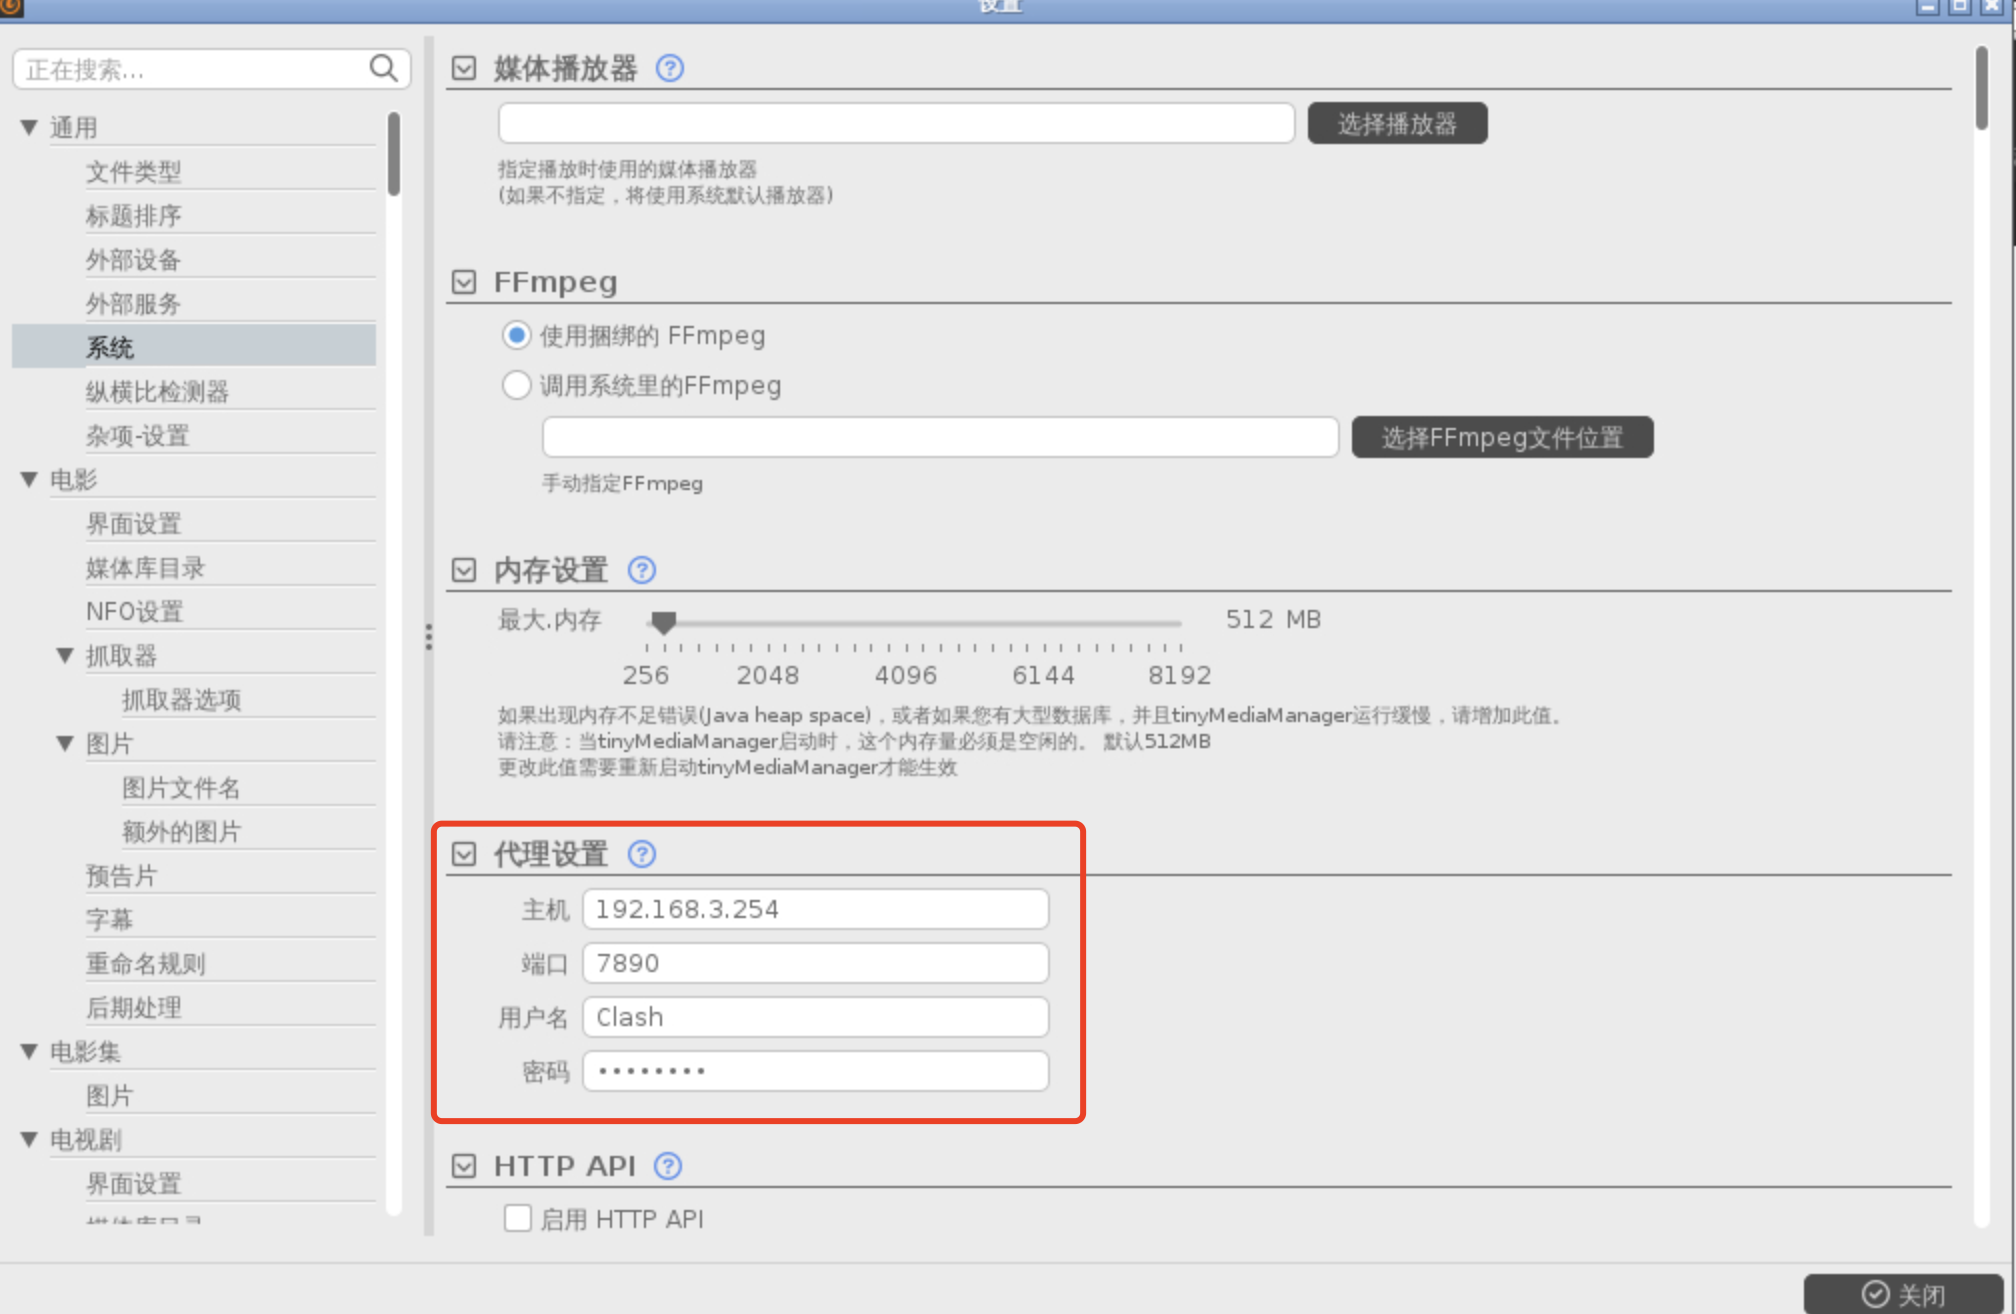 设置
正在搜索...
通用
文件类型
标题排序
外部设备
外部服务
系统
纵横比检测器
杂项-设置
电影
界面设置
媒体库目录
NFO设置
抓取器
抓取器选项
图片
图片文件名
额外的图片
预告片
字幕
重命名规则
后期处理
电影集
图片
电视剧
界面设置
媒体库目录
媒体播放器
选择播放器
指定播放时使用的媒体播放器
(如果不指定，将使用系统默认播放器)
FFmpeg
使用捆绑的 FFmpeg
调用系统里的FFmpeg
选择FFmpeg文件位置
手动指定FFmpeg
内存设置
最大.内存 512 MB
256 2048 4096 6144 8192
如果出现内存不足错误(Java heap space)，或者如果您有大型数据库，并且tinyMediaManager运行缓慢，请增加此值。
请注意：当tinyMediaManager启动时，这个内存量必须是空闲的。 默认512MB
更改此值需要重新启动tinyMediaManager才能生效
代理设置
主机 192.168.3.254
端口 7890
用户名 Clash
密码 ••••••••
HTTP API
启用 HTTP API
关闭